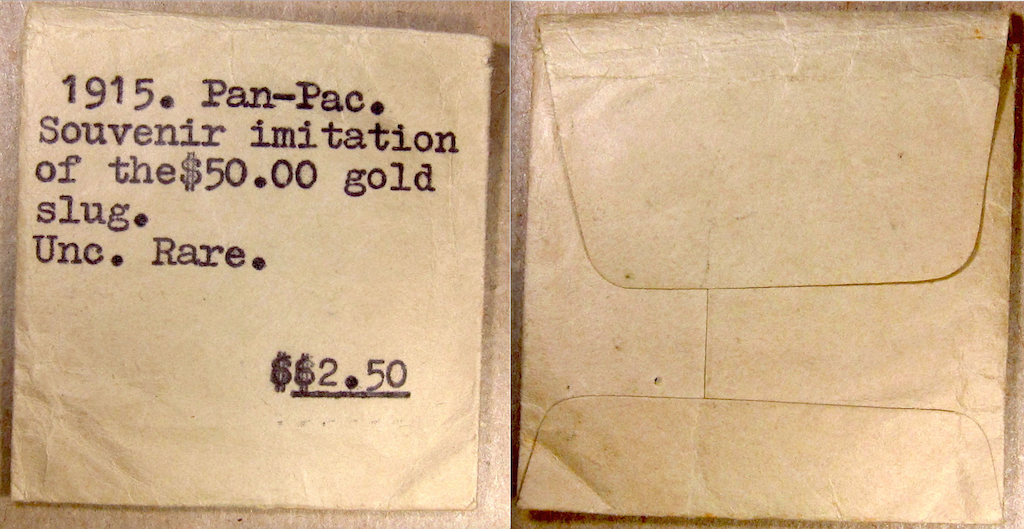 1915. Pan-Pac.
Souvenir imitation
of the$50.00 gold
slug.
Unc. Rare.
$$2.50